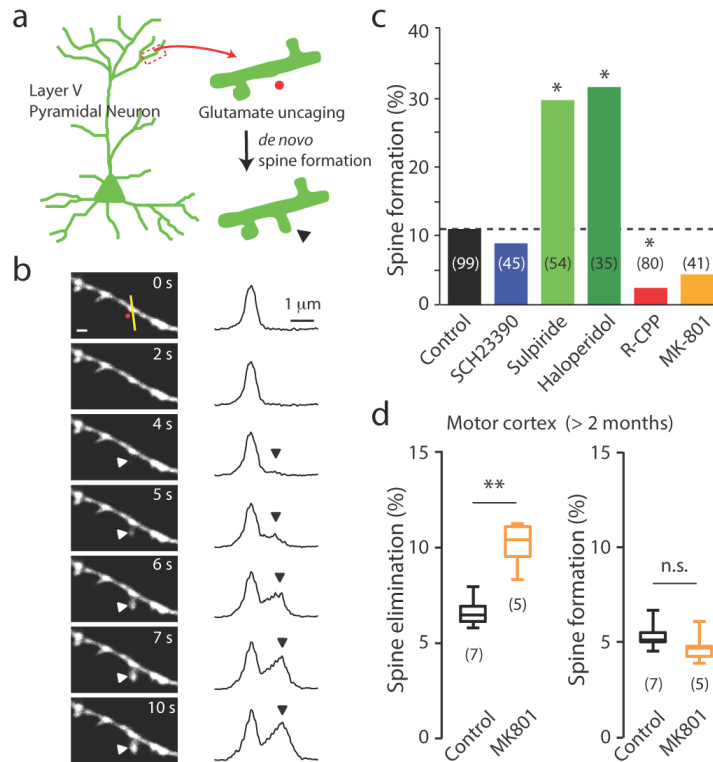 a
Layer V
Pyramidal Neuron
Glutamate uncaging
de novo
spine formation
b
0 s
2 s
4 s
5 s
6 s
7 s
10 s
1 μm
c
Spine formation (%)
40
30
20
10
0
*
*
*
(99)
(45)
(54)
(35)
(80)
(41)
Control
SCH23390
Sulpiride
Haloperidol
R-CPP
MK-801
d
Motor cortex (> 2 months)
Spine elimination (%)
15
10
5
0
**
(7)
(5)
Control
MK801
Spine formation (%)
15
10
5
0
n.s.
(7)
(5)
Control
MK801